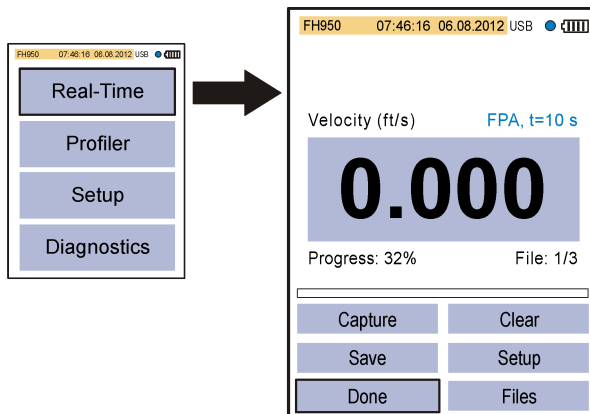 FH950 07:46:16 06.08.2012 USB
Real-Time
Profiler
Setup
Diagnostics
FH950 07:46:16 06.08.2012 USB
Velocity (ft/s) FPA, t=10 s
0.000
Progress: 32% File: 1/3
Capture Clear
Save Setup
Done Files